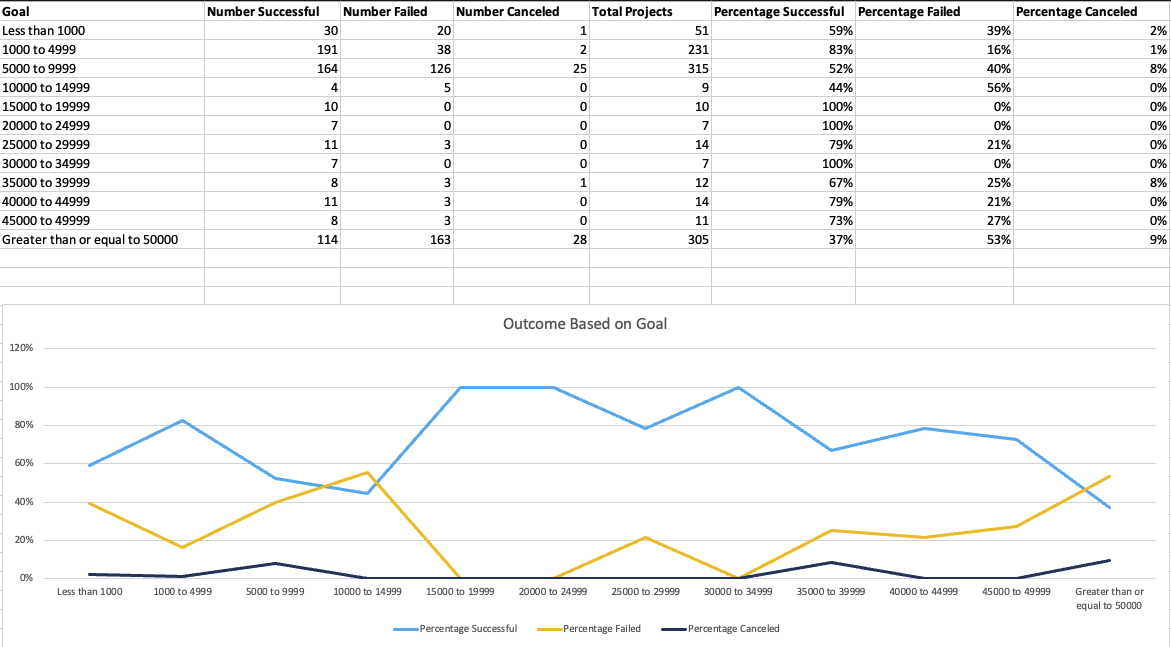 Goal Number Successful Number Failed Number Canceled Total Projects Percentage Successful Percentage Failed Percentage Canceled
Less than 1000 30 20 1 51 59% 39% 2%
1000 to 4999 191 38 2 231 83% 16% 1%
5000 to 9999 164 126 25 315 52% 40% 8%
10000 to 14999 4 5 0 9 44% 56% 0%
15000 to 19999 10 0 0 10 100% 0% 0%
20000 to 24999 7 0 0 7 100% 0% 0%
25000 to 29999 11 3 0 14 79% 21% 0%
30000 to 34999 7 0 0 7 100% 0% 0%
35000 to 39999 8 3 1 12 67% 25% 8%
40000 to 44999 11 3 0 14 79% 21% 0%
45000 to 49999 8 3 0 11 73% 27% 0%
Greater than or equal to 50000 114 163 28 305 37% 53% 9%
Outcome Based on Goal
120%
100%
80%
60%
40%
20%
0%
Less than 1000 1000 to 4999 5000 to 9999 10000 to 14999 15000 to 19999 20000 to 24999 25000 to 29999 30000 to 34999 35000 to 39999 40000 to 44999 45000 to 49999 Greater than or
equal to 50000
Percentage Successful Percentage Failed Percentage Canceled